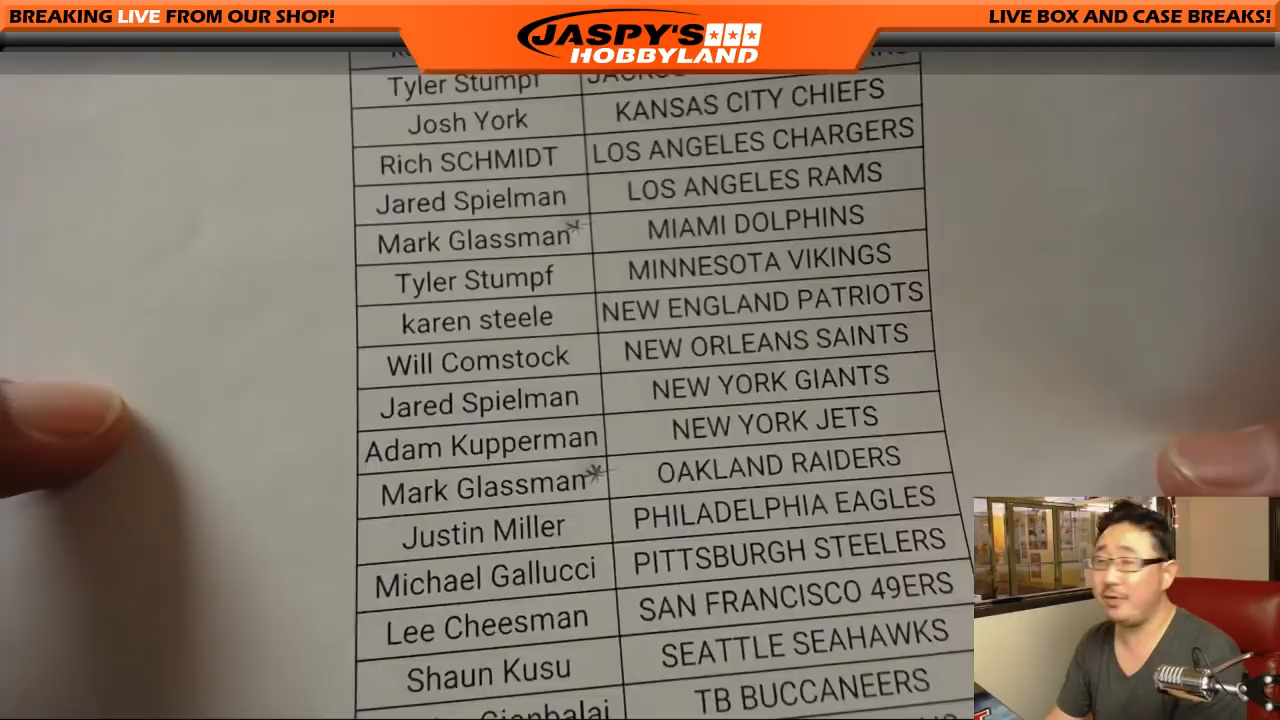 BREAKING LIVE FROM OUR SHOP!
JASPY'S
HOBBYLAND
LIVE BOX AND CASE BREAKS!
Tyler Stumpf
Josh York KANSAS CITY CHIEFS
Rich SCHMIDT LOS ANGELES CHARGERS
Jared Spielman LOS ANGELES RAMS
Mark Glassman* MIAMI DOLPHINS
Tyler Stumpf MINNESOTA VIKINGS
karen steele NEW ENGLAND PATRIOTS
Will Comstock NEW ORLEANS SAINTS
Jared Spielman NEW YORK GIANTS
Adam Kupperman NEW YORK JETS
Mark Glassman* OAKLAND RAIDERS
Justin Miller PHILADELPHIA EAGLES
Michael Gallucci PITTSBURGH STEELERS
Lee Cheesman SAN FRANCISCO 49ERS
Shaun Kusu SEATTLE SEAHAWKS
TB BUCCANEERS